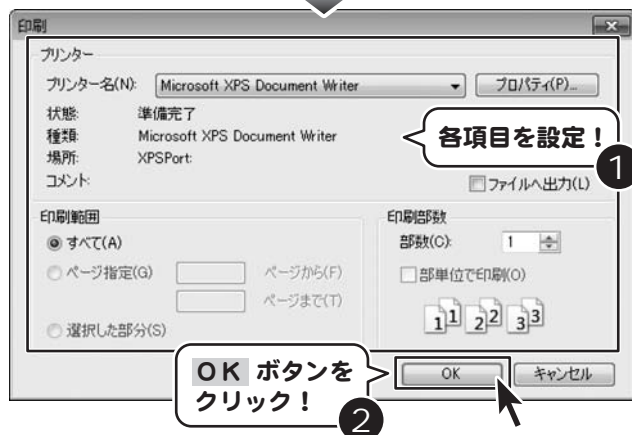 印刷
プリンター
プリンター名(N): Microsoft XPS Document Writer プロパティ(P)...
状態: 準備完了
種類: Microsoft XPS Document Writer
場所: XPSPort:
コメント:
ファイルへ出力(L)
各項目を設定！
1
印刷範囲
すべて(A)
ページ指定(G) ページから(F)
ページまで(T)
選択した部分(S)
印刷部数
部数(C): 1
部単位で印刷(O)
1 1 2 2 3 3
OK ボタンを
クリック！
2
OK キャンセル